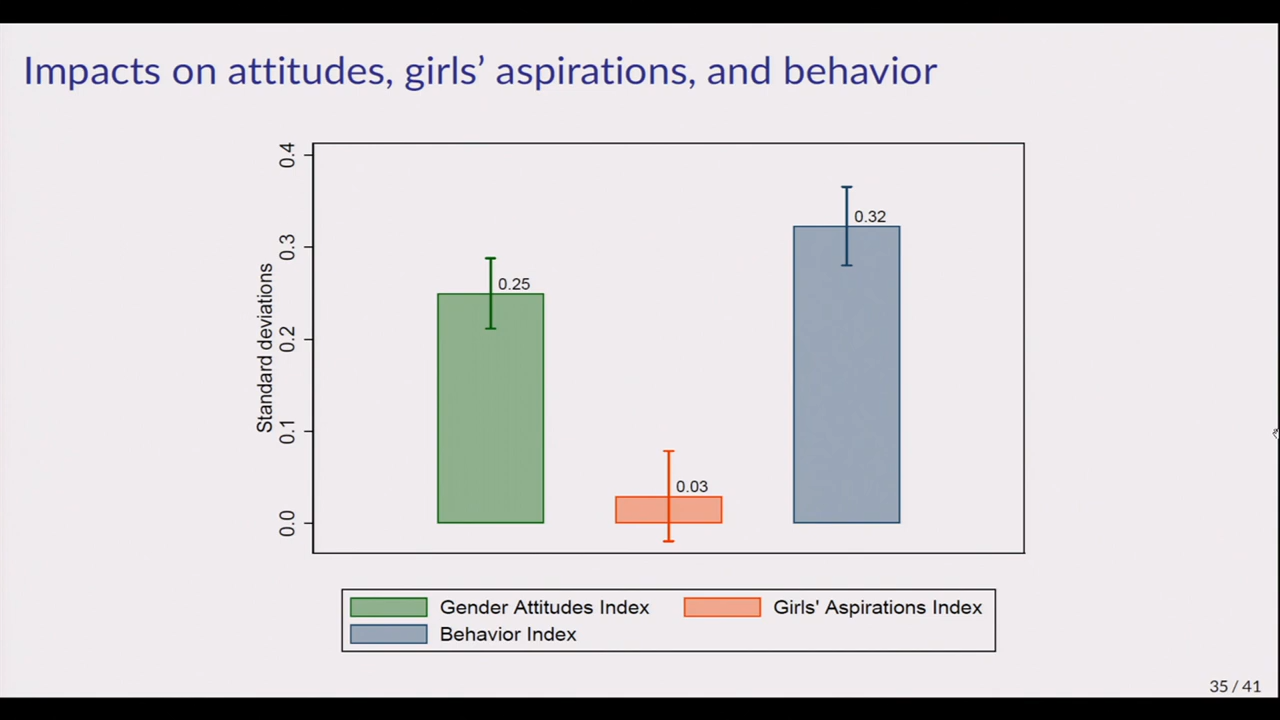 Impacts on attitudes, girls’ aspirations, and behavior
Standard deviations
0.4
0.3
0.2
0.1
0.0
0.25
0.03
0.32
Gender Attitudes Index
Girls' Aspirations Index
Behavior Index
35 / 41